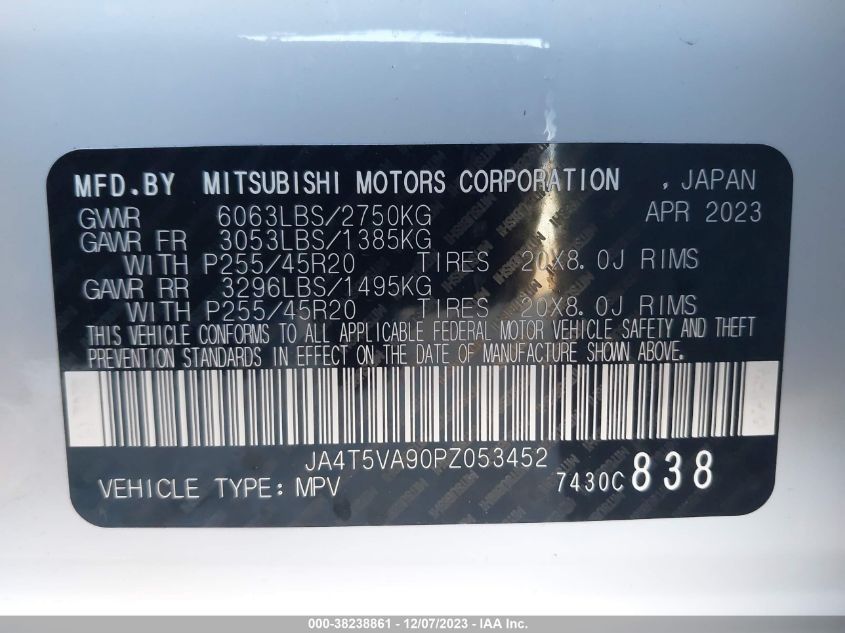 MFD.BY MITSUBISHI MOTORS CORPORATION , JAPAN
GVWR 6063LBS/2750KG APR 2023
GAWR FR 3053LBS/1385KG
WITH P255/45R20 TIRES 20X8.0J RIMS
GAWR RR 3296LBS/1495KG
WITH P255/45R20 TIRES 20X8.0J RIMS
THIS VEHICLE CONFORMS TO ALL APPLICABLE FEDERAL MOTOR VEHICLE SAFETY AND THEFT
PREVENTION STANDARDS IN EFFECT ON THE DATE OF MANUFACTURE SHOWN ABOVE.
JA4T5VA90PZ053452
VEHICLE TYPE: MPV 7430C 838
000-38238861 - 12/07/2023 - IAA Inc.